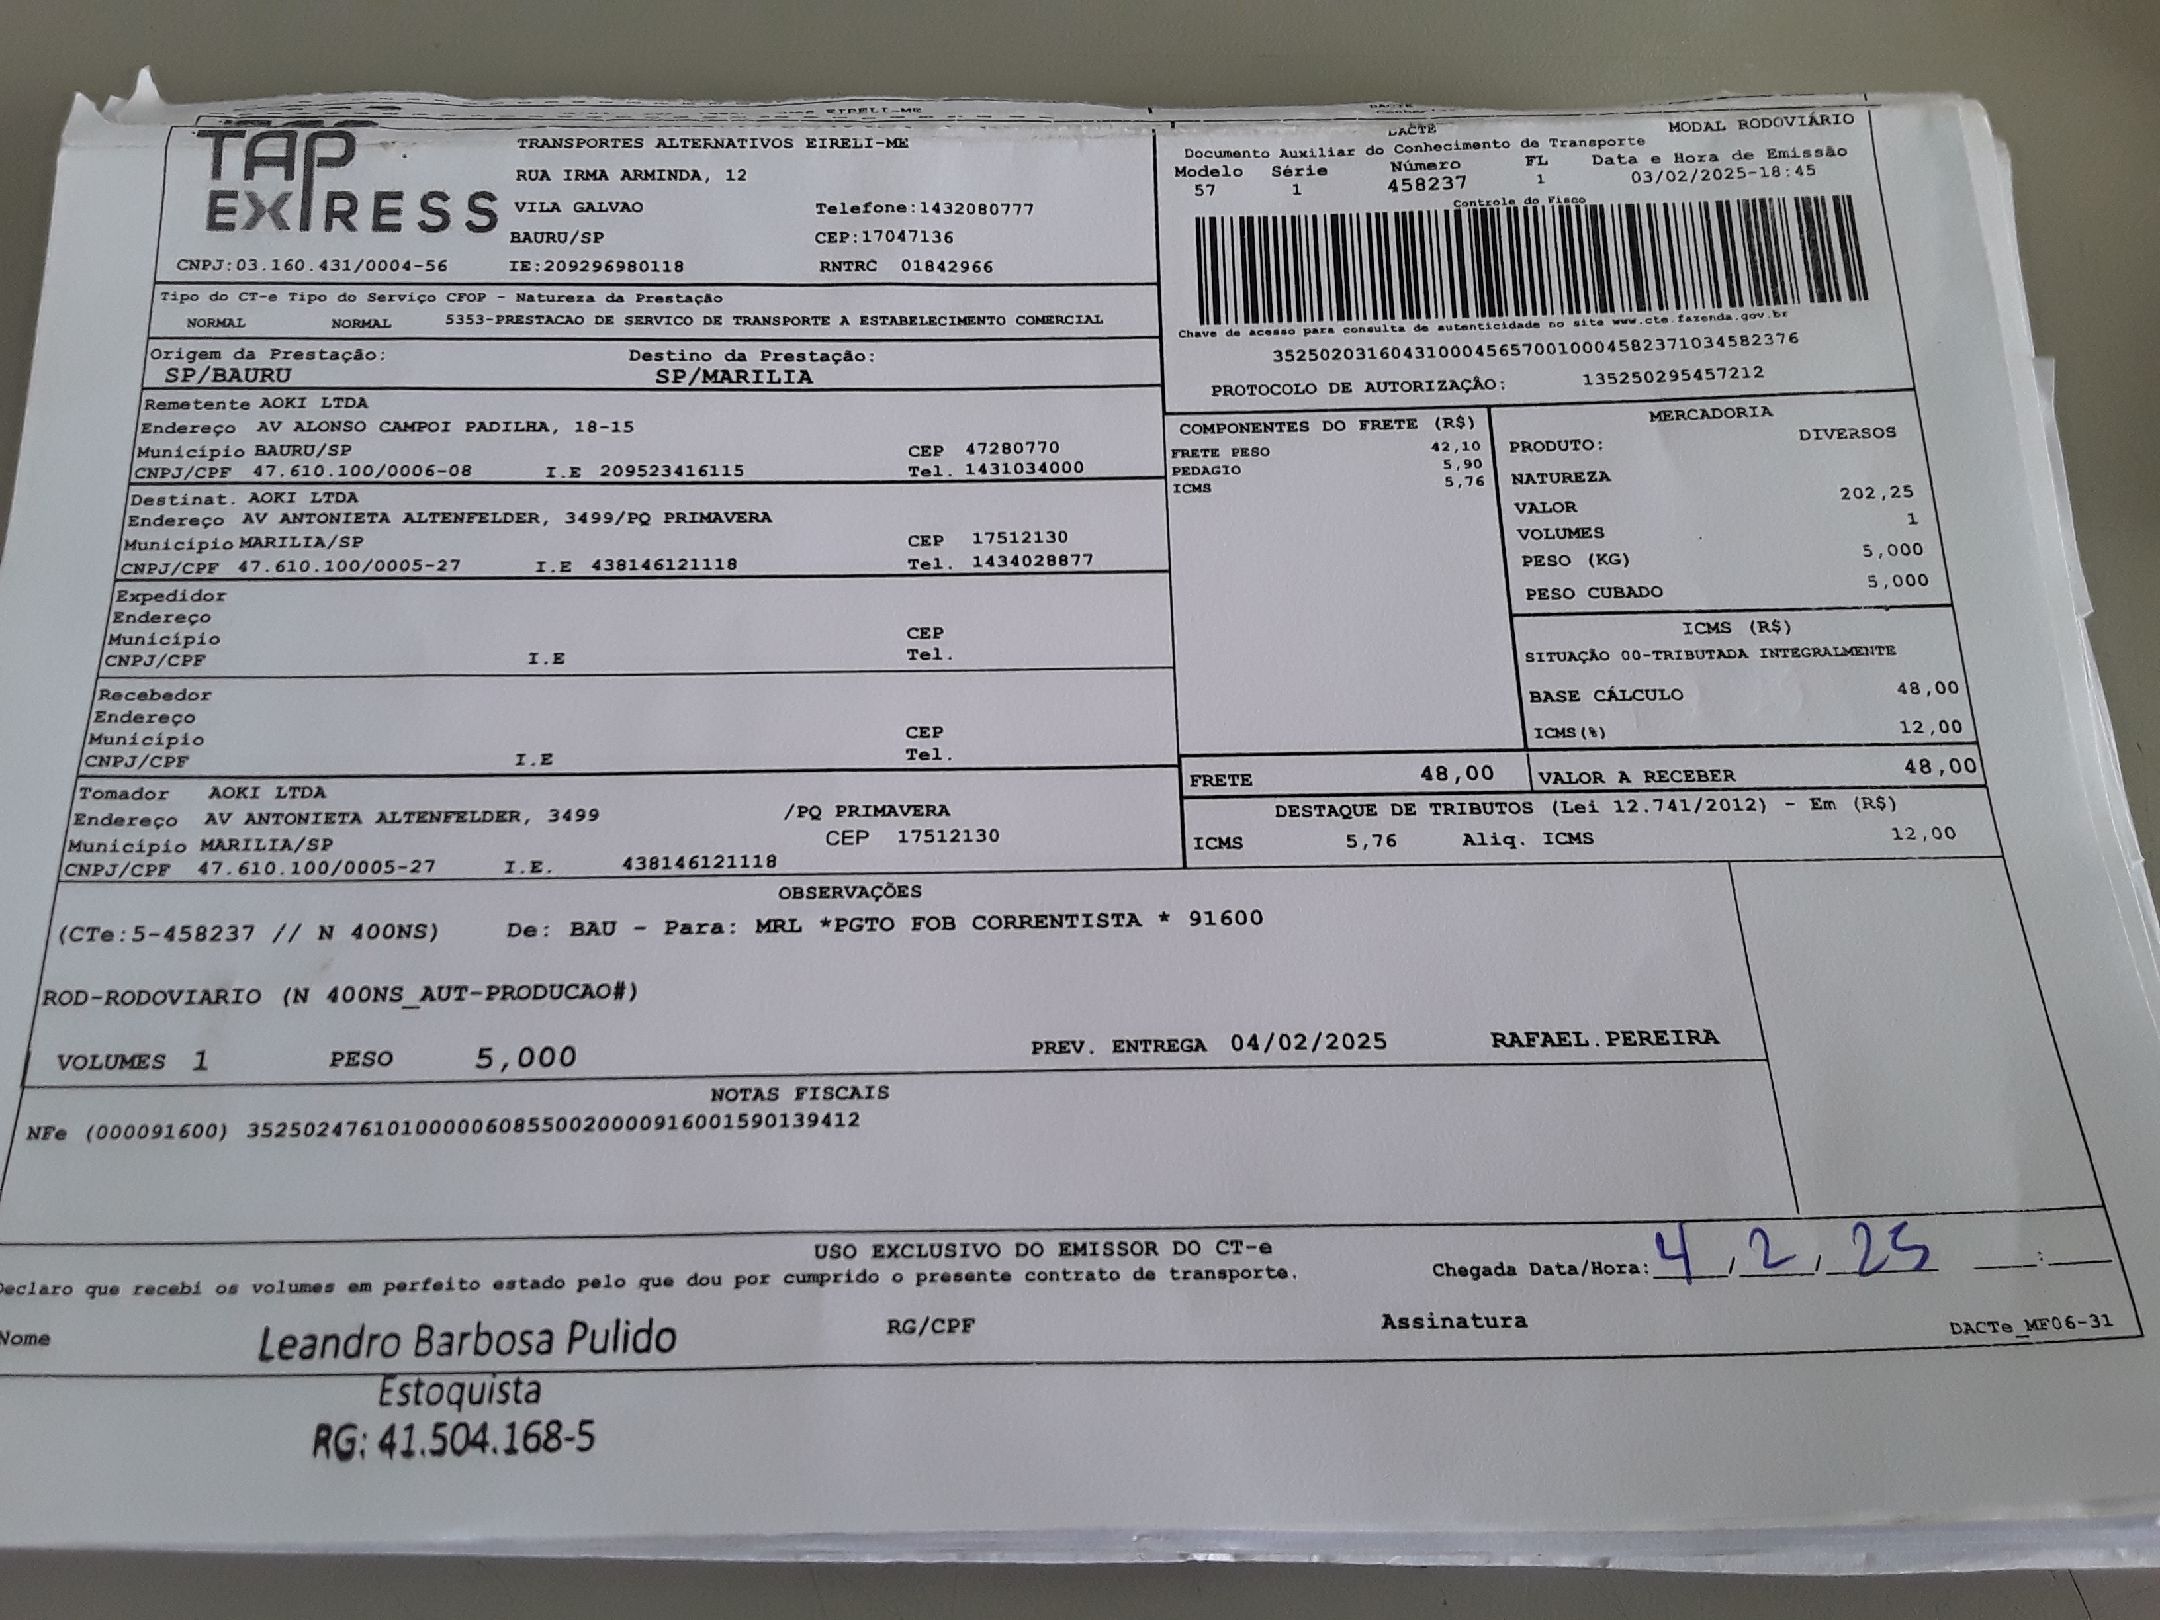 TAP
EXPRESS
TRANSPORTES ALTERNATIVOS EIRELI-ME
RUA IRMA ARMINDA, 12
VILA GALVAO Telefone:1432080777
BAURU/SP CEP:17047136
CNPJ:03.160.431/0004-56 IE:209296980118 RNTRC 01842966
DACTE MODAL RODOVIÁRIO
Documento Auxiliar do Conhecimento de Transporte
Modelo Série Número FL Data e Hora de Emissão
57 1 458237 1 03/02/2025-18:45
Controle do Fisco
Chave de acesso para consulta de autenticidade no site www.cte.fazenda.gov.br
35250203160431000456570010004582371034582376
PROTOCOLO DE AUTORIZAÇÃO: 135250295457212
Tipo do CT-e Tipo do Serviço CFOP - Natureza da Prestação
NORMAL NORMAL 5353-PRESTACAO DE SERVICO DE TRANSPORTE A ESTABELECIMENTO COMERCIAL
Origem da Prestação: Destino da Prestação:
SP/BAURU SP/MARILIA
Remetente AOKI LTDA
Endereço AV ALONSO CAMPOI PADILHA, 18-15
Município BAURU/SP CEP 47280770
CNPJ/CPF 47.610.100/0006-08 I.E 209523416115 Tel. 1431034000
Destinat. AOKI LTDA
Endereço AV ANTONIETA ALTENFELDER, 3499/PQ PRIMAVERA
Município MARILIA/SP CEP 17512130
CNPJ/CPF 47.610.100/0005-27 I.E 438146121118 Tel. 1434028877
Expedidor
Endereço
Município CEP
CNPJ/CPF I.E Tel.
Recebedor
Endereço
Município CEP
CNPJ/CPF I.E Tel.
Tomador AOKI LTDA
Endereço AV ANTONIETA ALTENFELDER, 3499 /PQ PRIMAVERA
Município MARILIA/SP CEP 17512130
CNPJ/CPF 47.610.100/0005-27 I.E. 438146121118
COMPONENTES DO FRETE (R$)
FRETE PESO 42,10
PEDAGIO 5,90
ICMS 5,76
MERCADORIA
PRODUTO: DIVERSOS
NATUREZA
VALOR 202,25
VOLUMES 1
PESO (KG) 5,000
PESO CUBADO 5,000
ICMS (R$)
SITUAÇÃO 00-TRIBUTADA INTEGRALMENTE
BASE CÁLCULO 48,00
ICMS(%) 12,00
FRETE 48,00 VALOR A RECEBER 48,00
DESTAQUE DE TRIBUTOS (Lei 12.741/2012) - Em (R$)
ICMS 5,76 Aliq. ICMS 12,00
OBSERVAÇÕES
(CTe:5-458237 // N 400NS) De: BAU - Para: MRL *PGTO FOB CORRENTISTA * 91600
ROD-RODOVIARIO (N 400NS_AUT-PRODUCAO#)
VOLUMES 1 PESO 5,000 PREV. ENTREGA 04/02/2025 RAFAEL.PEREIRA
NOTAS FISCAIS
NFe (000091600) 35250247610100000608550020000916001590139412
USO EXCLUSIVO DO EMISSOR DO CT-e
Declaro que recebi os volumes em perfeito estado pelo que dou por cumprido o presente contrato de transporte. Chegada Data/Hora: 4/2/25 __:__
Nome Leandro Barbosa Pulido RG/CPF Assinatura DACTe_MF06-31
Estoquista
RG: 41.504.168-5